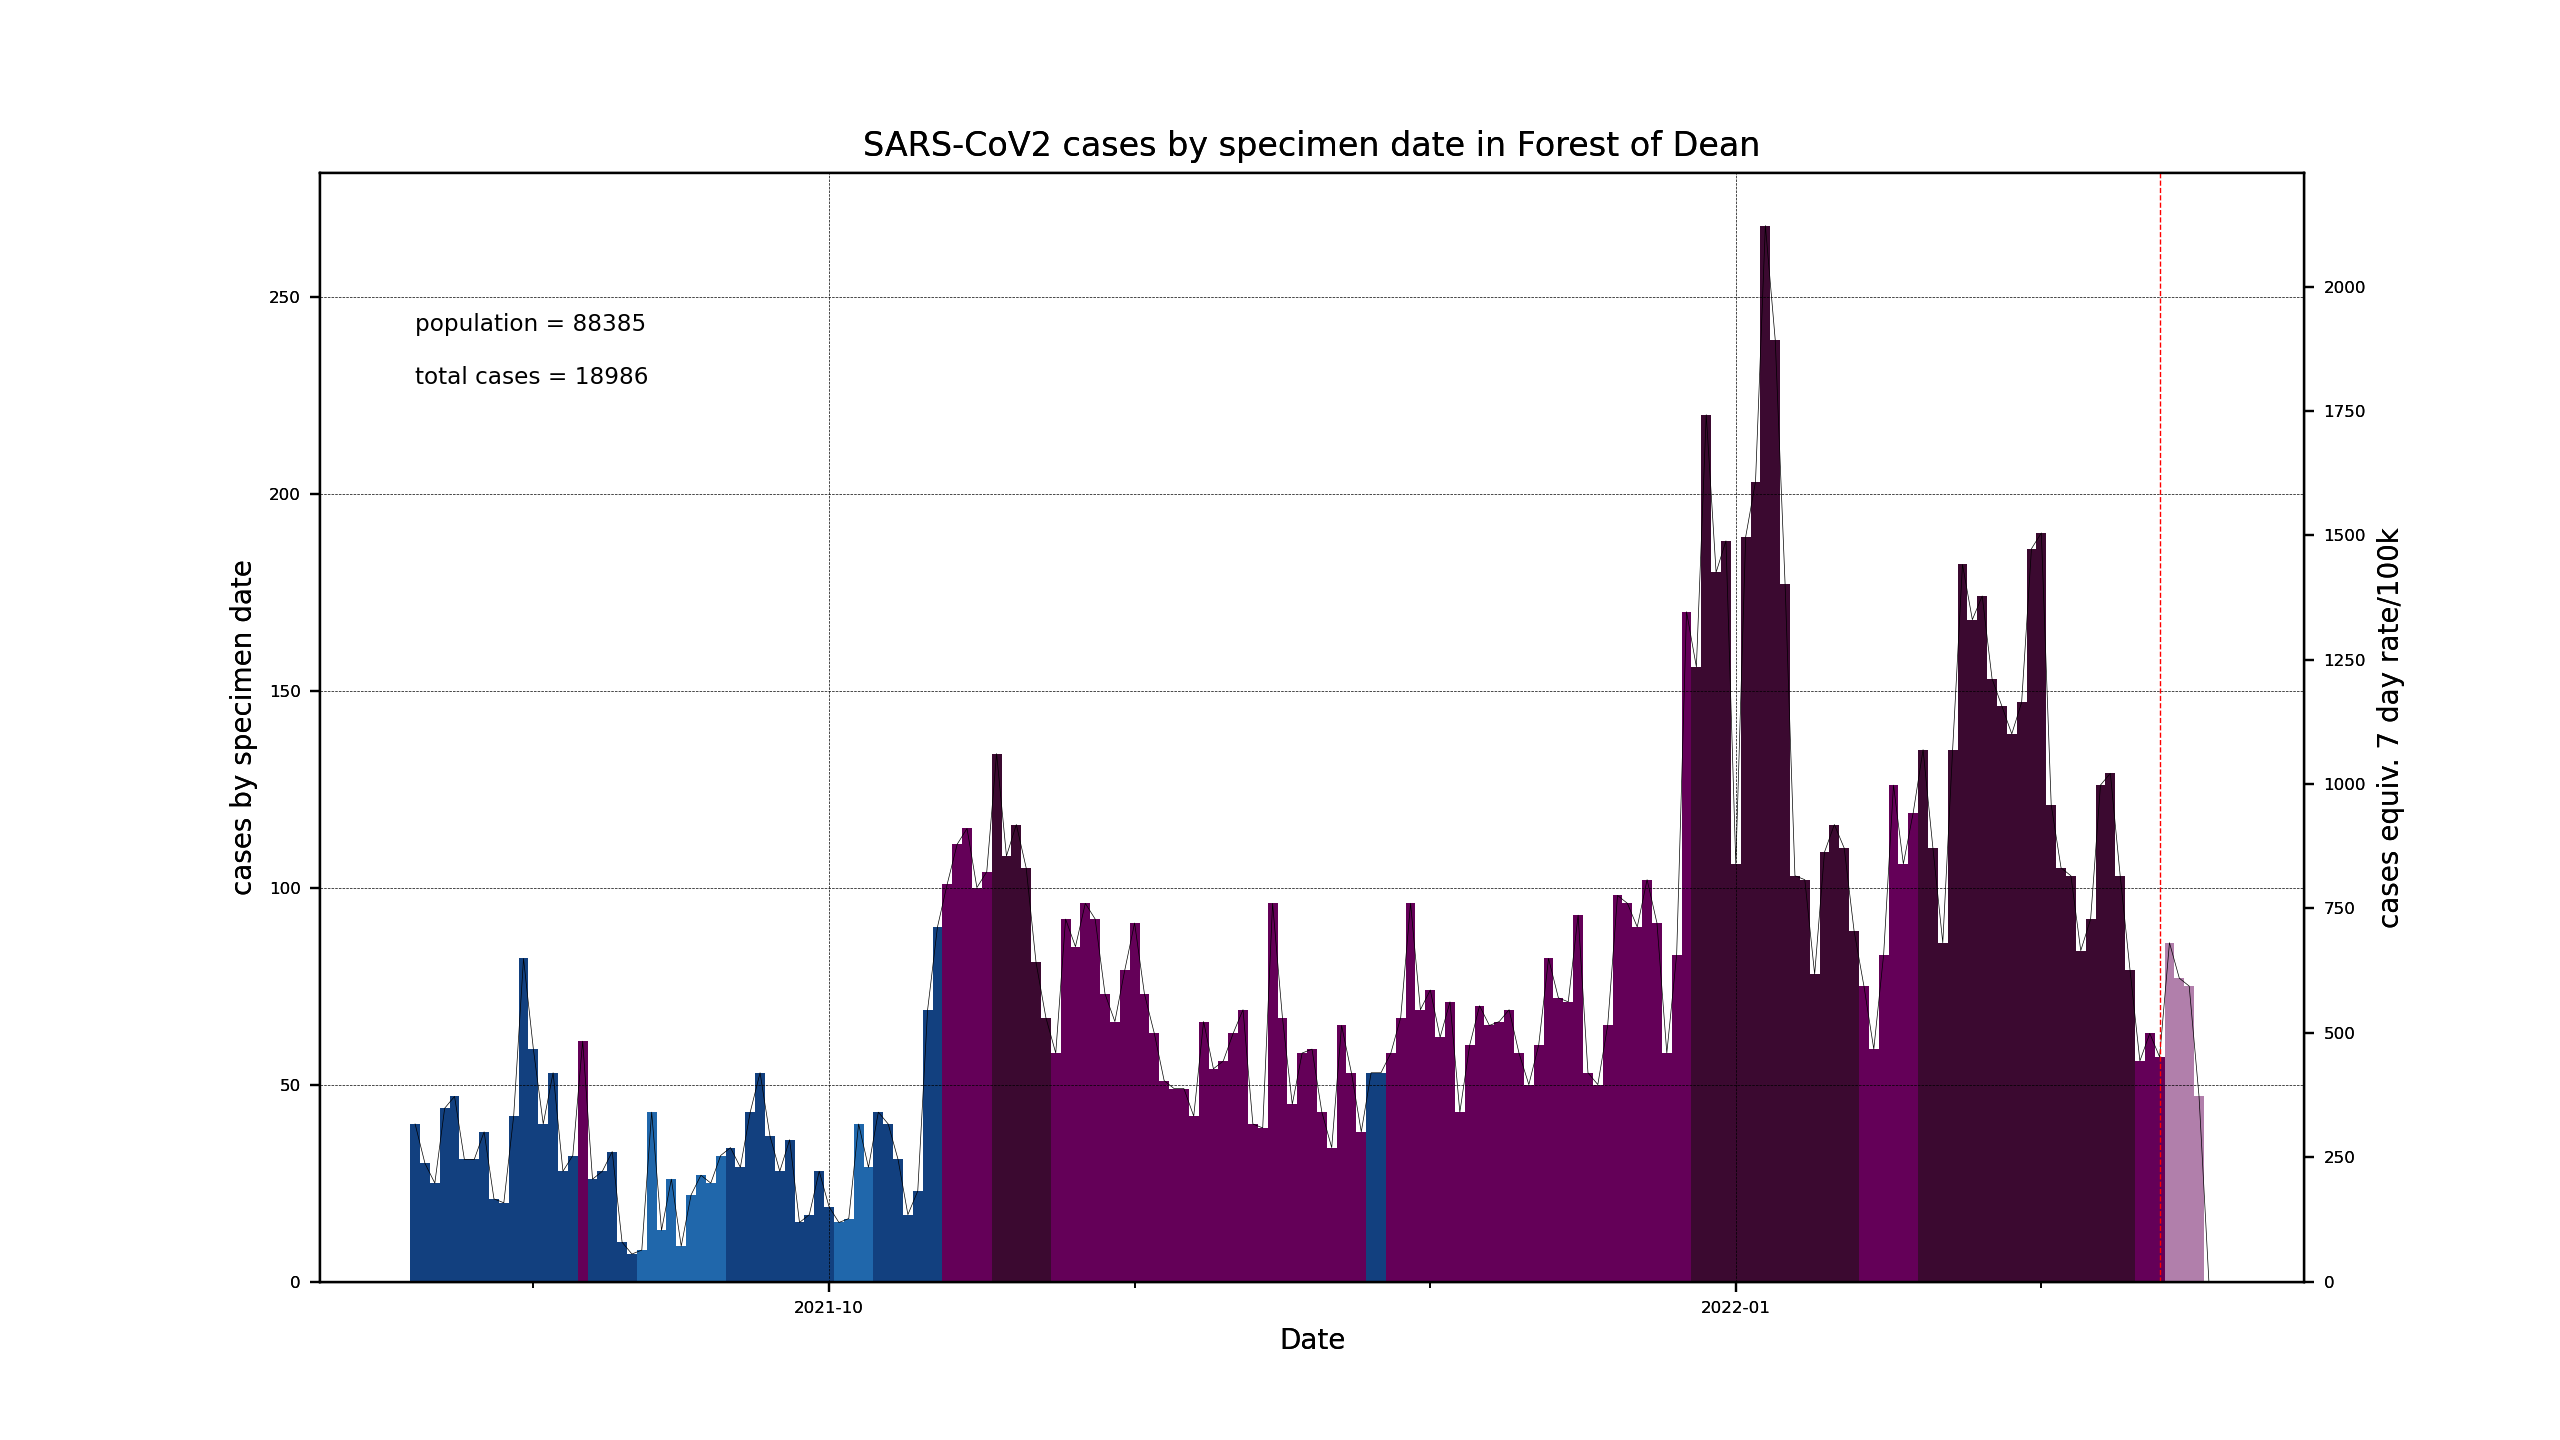 SARS-CoV2 cases by specimen date in Forest of Dean
population = 88385
total cases = 18986
cases by specimen date
250
200
150
100
50
0
2000
1750
1500
1250
1000
750
500
250
0
cases equiv. 7 day rate/100k
2021-10
2022-01
Date